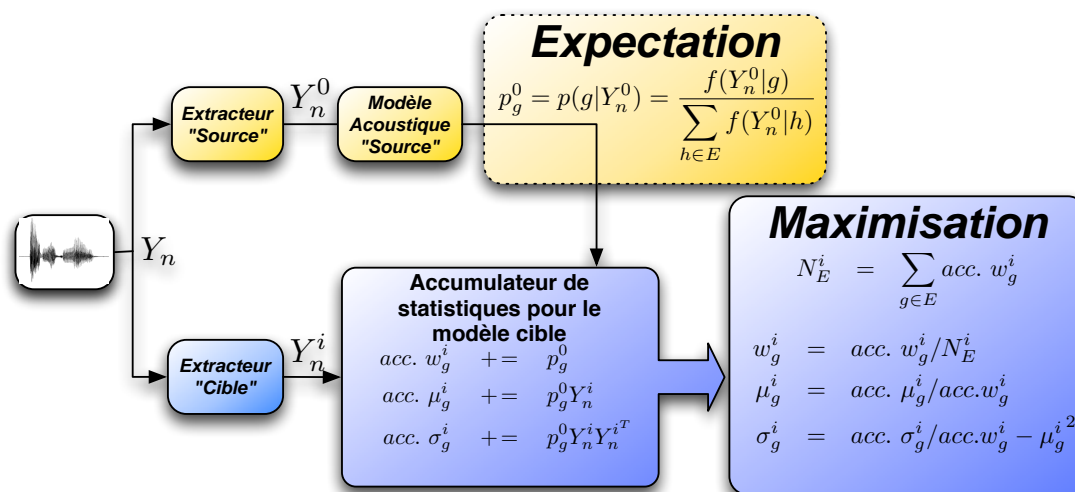 Expectation
p_g^0 = p(g|Y_n^0) = \frac{f(Y_n^0|g)}{\sum_{h∈E} f(Y_n^0|h)}
Extracteur
"Source"
Y_n^0
Modèle
Acoustique
"Source"
Y_n
Extracteur
"Cible"
Y_n^i
Accumulateur de
statistiques pour le
modèle cible
acc. w_g^i += p_g^0
acc. μ_g^i += p_g^0 Y_n^i
acc. σ_g^i += p_g^0 Y_n^i Y_n^{i^T}
Maximisation
N_E^i = \sum_{g∈E} acc. w_g^i
w_g^i = acc. w_g^i/N_E^i
μ_g^i = acc. μ_g^i/acc.w_g^i
σ_g^i = acc. σ_g^i/acc.w_g^i − μ_g^{i^2}